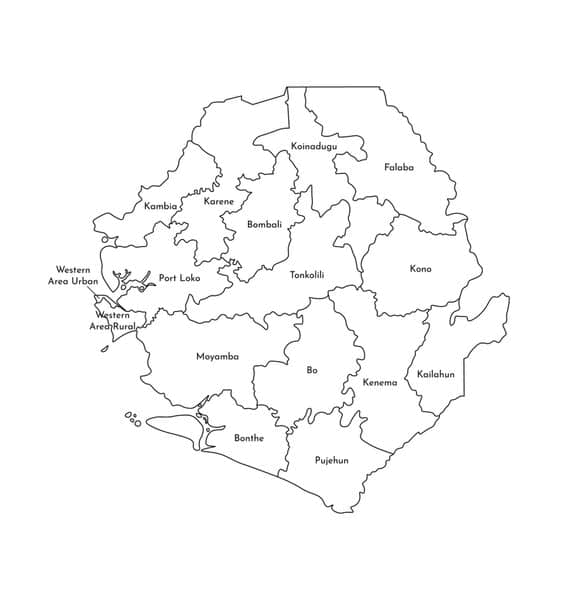 Koinadugu
Falaba
Karene
Kambia
Bombali
Western
Area Urban
Port Loko
Tonkolili
Kono
Western
Area Rural
Moyamba
Bo
Kenema
Kailahun
Bonthe
Pujehun